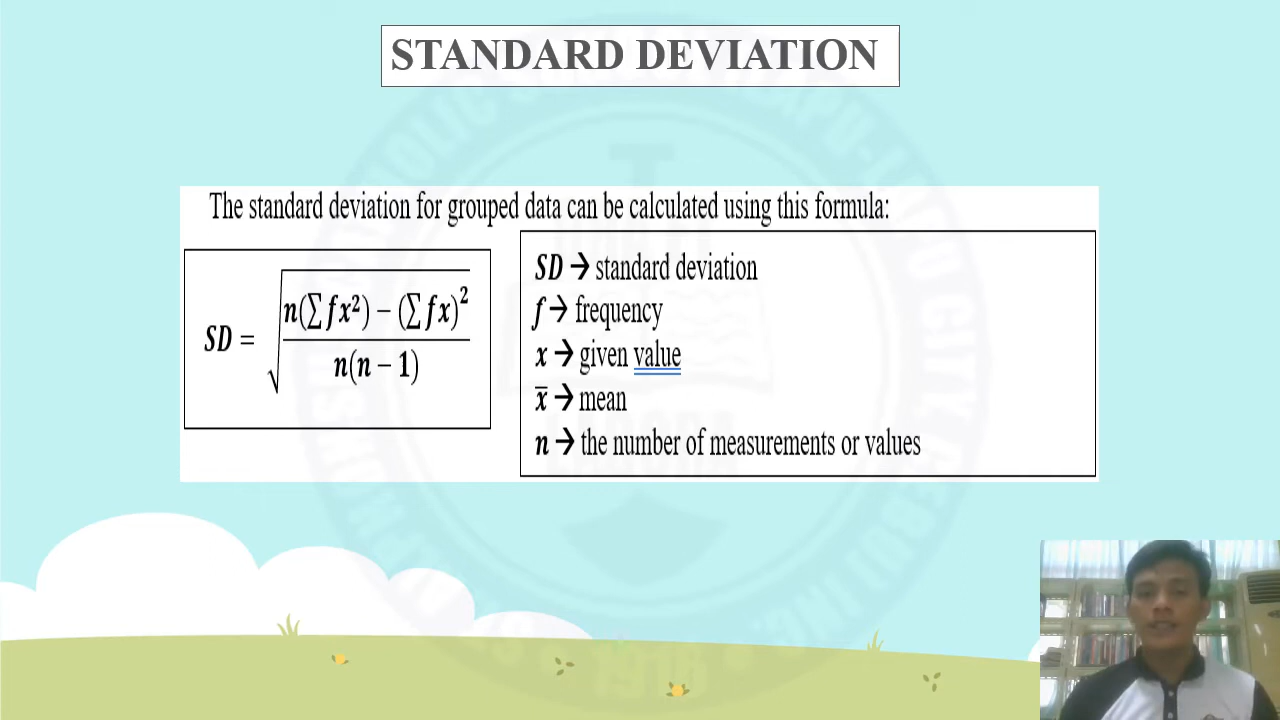 STANDARD DEVIATION
The standard deviation for grouped data can be calculated using this formula:
SD = √(n(∑fx²) − (∑fx)² / n(n − 1))
SD → standard deviation
f → frequency
x → given value
x̄ → mean
n → the number of measurements or values
1916